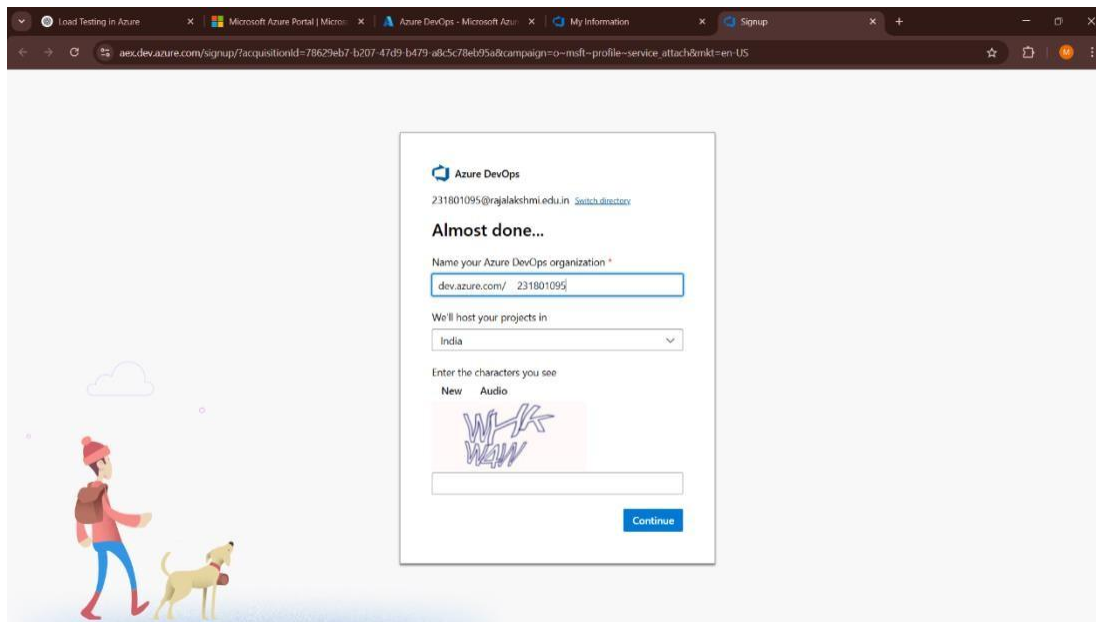 Load Testing in Azure
Microsoft Azure Portal | Micros
Azure DevOps - Microsoft Azur
My Information
Signup
aex.dev.azure.com/signup/?acquisitionId=78629eb7-b207-47d9-b479-a8c5c78eb95a&campaign=o~msft~profile~service_attach&mkt=en-US
M
Azure DevOps
231801095@rajalakshmi.edu.in Switch directory
Almost done...
Name your Azure DevOps organization *
dev.azure.com/ 231801095
We'll host your projects in
India
Enter the characters you see
New Audio
Continue